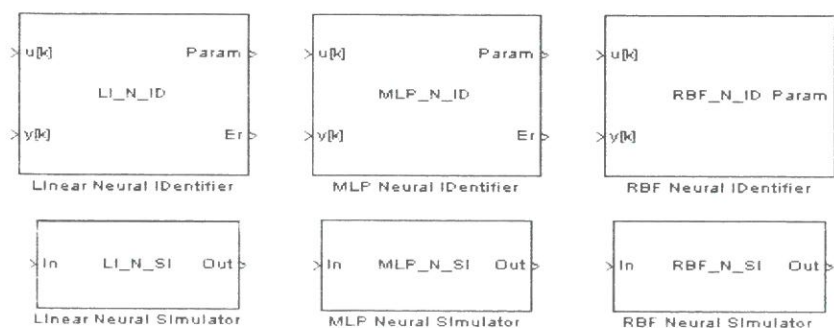 u[k] Param u[k] Param u[k]
LI_N_ID MLP_N_ID RBF_N_ID Param
y[k] Er y[k] Er y[k]
LInear Neural IDentifier MLP Neural IDentifier RBF Neural IDentifier
In LI_N_SI Out In MLP_N_SI Out In RBF_N_SI Out
LInear Neural SImulator MLP Neural SImulator RBF Neural SImulator